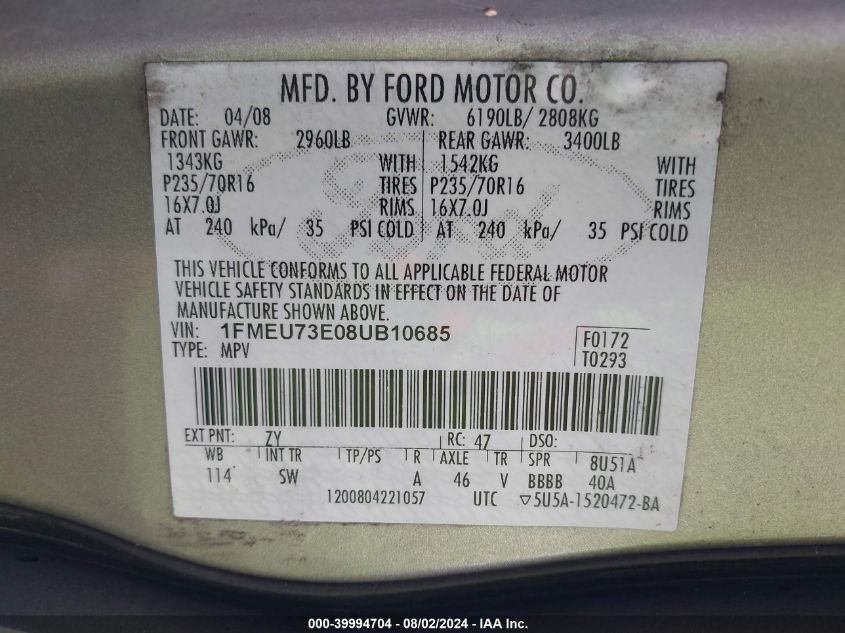 MFD. BY FORD MOTOR CO.
DATE: 04/08 GVWR: 6190LB/ 2808KG
FRONT GAWR: 2960LB REAR GAWR: 3400LB
1343KG WITH 1542KG WITH
P235/70R16 TIRES P235/70R16 TIRES
16X7.0J RIMS 16X7.0J RIMS
AT 240 kPa/ 35 PSI COLD AT 240 kPa/ 35 PSI COLD
THIS VEHICLE CONFORMS TO ALL APPLICABLE FEDERAL MOTOR
VEHICLE SAFETY STANDARDS IN EFFECT ON THE DATE OF
MANUFACTURE SHOWN ABOVE.
VIN: 1FMEU73E08UB10685 F0172
TYPE: MPV T0293
EXT PNT: ZY RC: 47 DSO:
WB INT TR TP/PS R AXLE TR SPR 8U51A
114 SW A 46 V BBBB 40A
1200804221057 UTC ▽5U5A-1520472-BA
000-39994704 - 08/02/2024 - IAA Inc.